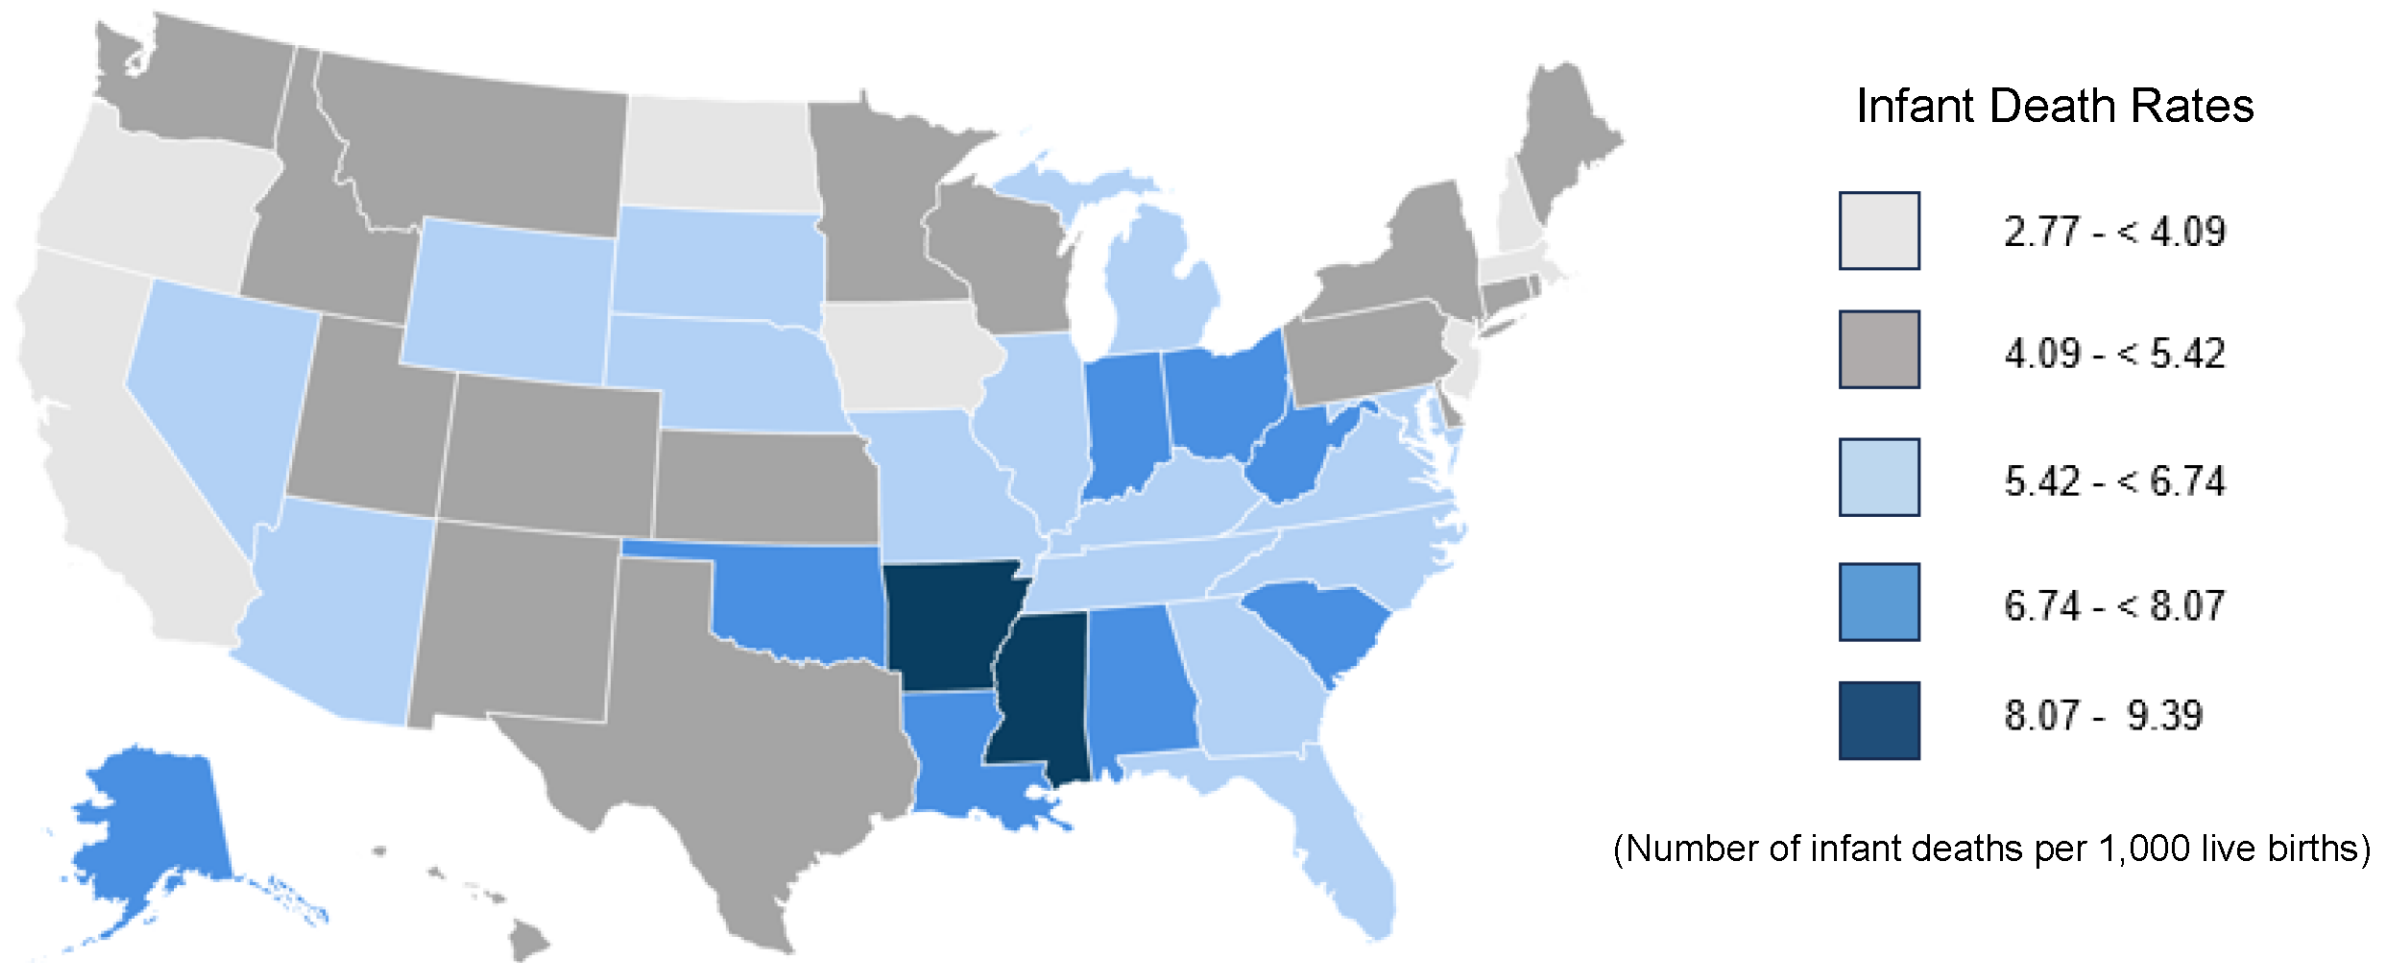 Infant Death Rates
2.77 - < 4.09
4.09 - < 5.42
5.42 - < 6.74
6.74 - < 8.07
8.07 - 9.39
(Number of infant deaths per 1,000 live births)